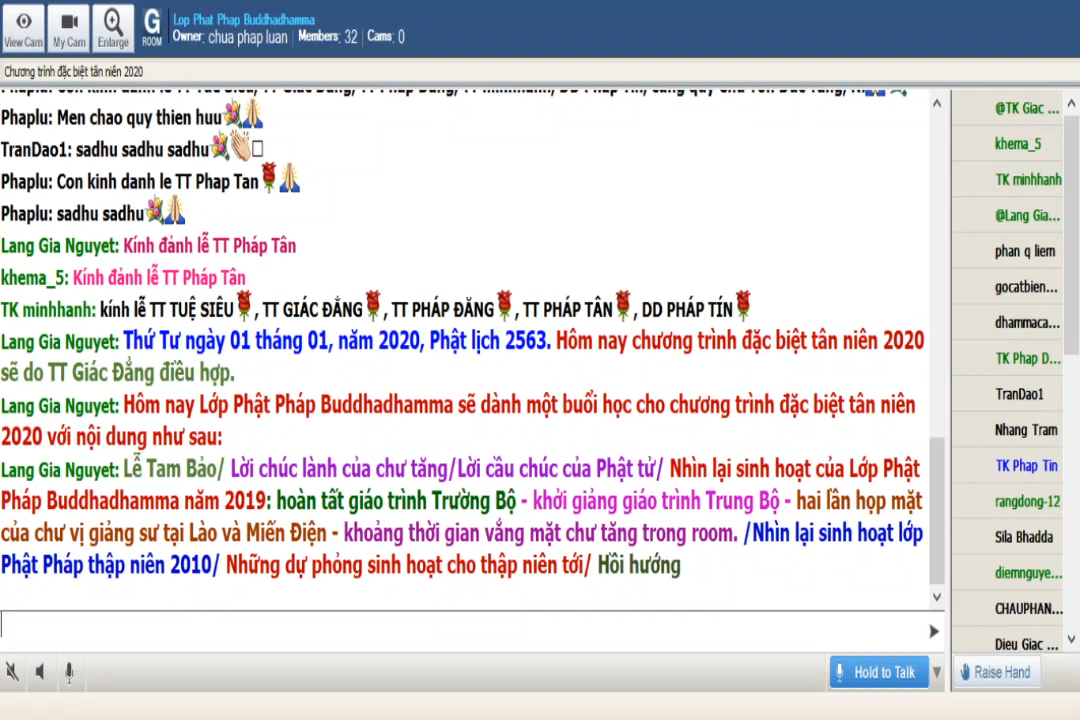 Lop Phat Phap Buddhadhamma
G ROOM Owner: chua phap luan | Members: 32 | Cams: 0
View Cam My Cam Enlarge
Chương trình đặc biệt tân niên 2020
Phaplu: Men chao quy thien huu
TranDao1: sadhu sadhu sadhu
Phaplu: Con kinh danh le TT Phap Tan
Phaplu: sadhu sadhu
Lang Gia Nguyet: Kính đảnh lễ TT Pháp Tân
khema_5: Kính đảnh lễ TT Pháp Tân
TK minhhanh: kính lễ TT TUỆ SIÊU, TT GIÁC ĐẲNG, TT PHÁP ĐĂNG, TT PHÁP TÂN, DD PHÁP TÍN
Lang Gia Nguyet: Thứ Tư ngày 01 tháng 01, năm 2020, Phật lịch 2563. Hôm nay chương trình đặc biệt tân niên 2020
sẽ do TT Giác Đẳng điều hợp.
Lang Gia Nguyet: Hôm nay Lớp Phật Pháp Buddhadhamma sẽ dành một buổi học cho chương trình đặc biệt tân niên
2020 với nội dung như sau:
Lang Gia Nguyet: Lễ Tam Bảo/ Lời chúc lành của chư tăng/Lời cầu chúc của Phật tử/ Nhìn lại sinh hoạt của Lớp Phật
Pháp Buddhadhamma năm 2019: hoàn tất giáo trình Trường Bộ - khởi giảng giáo trình Trung Bộ - hai lần họp mặt
của chư vị giảng sư tại Lào và Miến Điện - khoảng thời gian vắng mặt chư tăng trong room. /Nhìn lại sinh hoạt lớp
Phật Pháp thập niên 2010/ Những dự phỏng sinh hoạt cho thập niên tới/ Hồi hướng
@TK Giac ...
khema_5
TK minhhanh
@Lang Gia...
phan q liem
gocatbien...
dhammaca...
TK Phap D...
TranDao1
Nhang Tram
TK Phap Tin
rangdong-12
Sila Bhadda
diemnguye...
CHAUPHAN...
Dieu Giac ...
Hold to Talk
Raise Hand